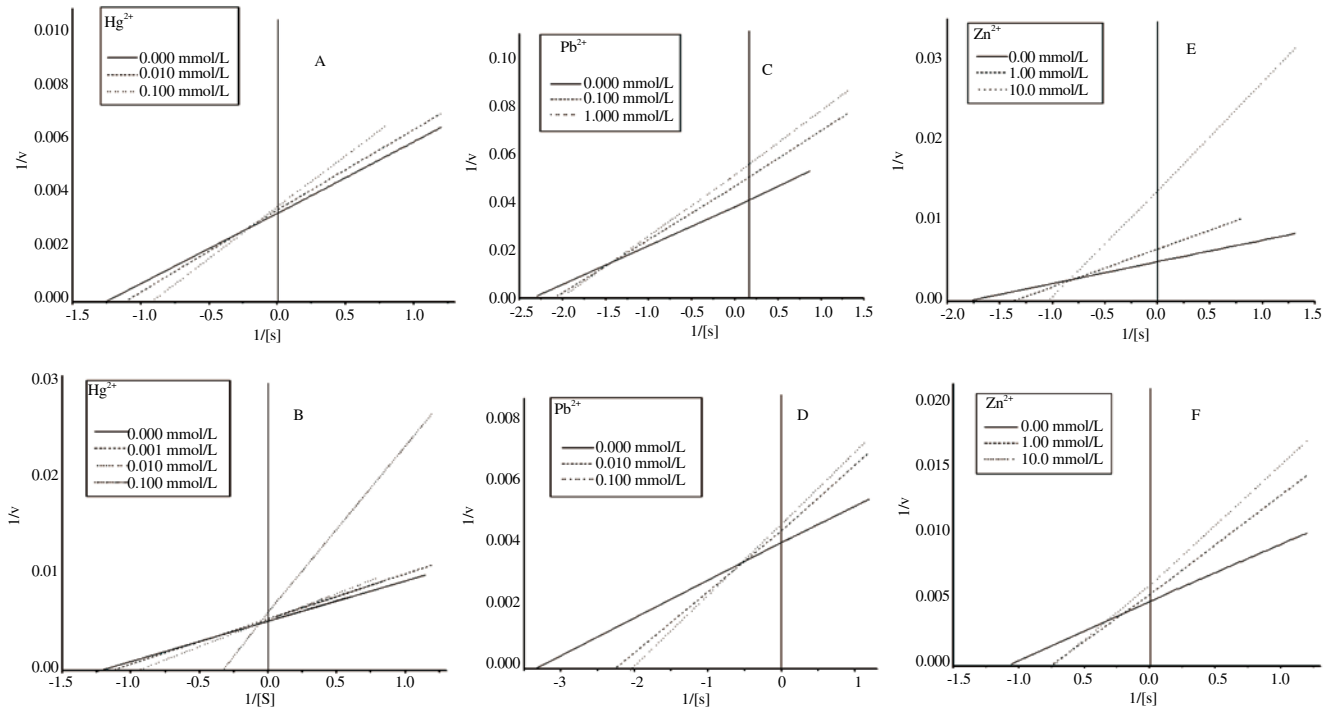 Hg2+
A
0.000 mmol/L
0.010 mmol/L
0.100 mmol/L
0.010
0.008
0.006
0.004
0.002
0.000
1/v
-1.5 -1.0 -0.5 0.0 0.5 1.0
1/[s]
Pb2+
C
0.000 mmol/L
0.100 mmol/L
1.000 mmol/L
0.10
0.08
0.06
0.04
0.02
0.00
1/v
-2.5 -2.0 -1.5 -1.0 -0.5 0.0 0.5 1.0 1.5
1/[s]
Zn2+
E
0.00 mmol/L
1.00 mmol/L
10.0 mmol/L
0.03
0.02
0.01
0.00
1/v
-2.0 -1.5 -1.0 -0.5 0.0 0.5 1.0 1.5
1/[s]
Hg2+
B
0.000 mmol/L
0.001 mmol/L
0.010 mmol/L
0.100 mmol/L
0.03
0.02
0.01
0.00
1/v
-1.5 -1.0 -0.5 0.0 0.5 1.0
1/[S]
Pb2+
D
0.000 mmol/L
0.010 mmol/L
0.100 mmol/L
0.008
0.006
0.004
0.002
0.000
1/v
-3 -2 -1 0 1
1/[s]
Zn2+
F
0.00 mmol/L
1.00 mmol/L
10.0 mmol/L
0.020
0.015
0.010
0.005
0.000
1/v
-1.5 -1.0 -0.5 0.0 0.5 1.0
1/[s]